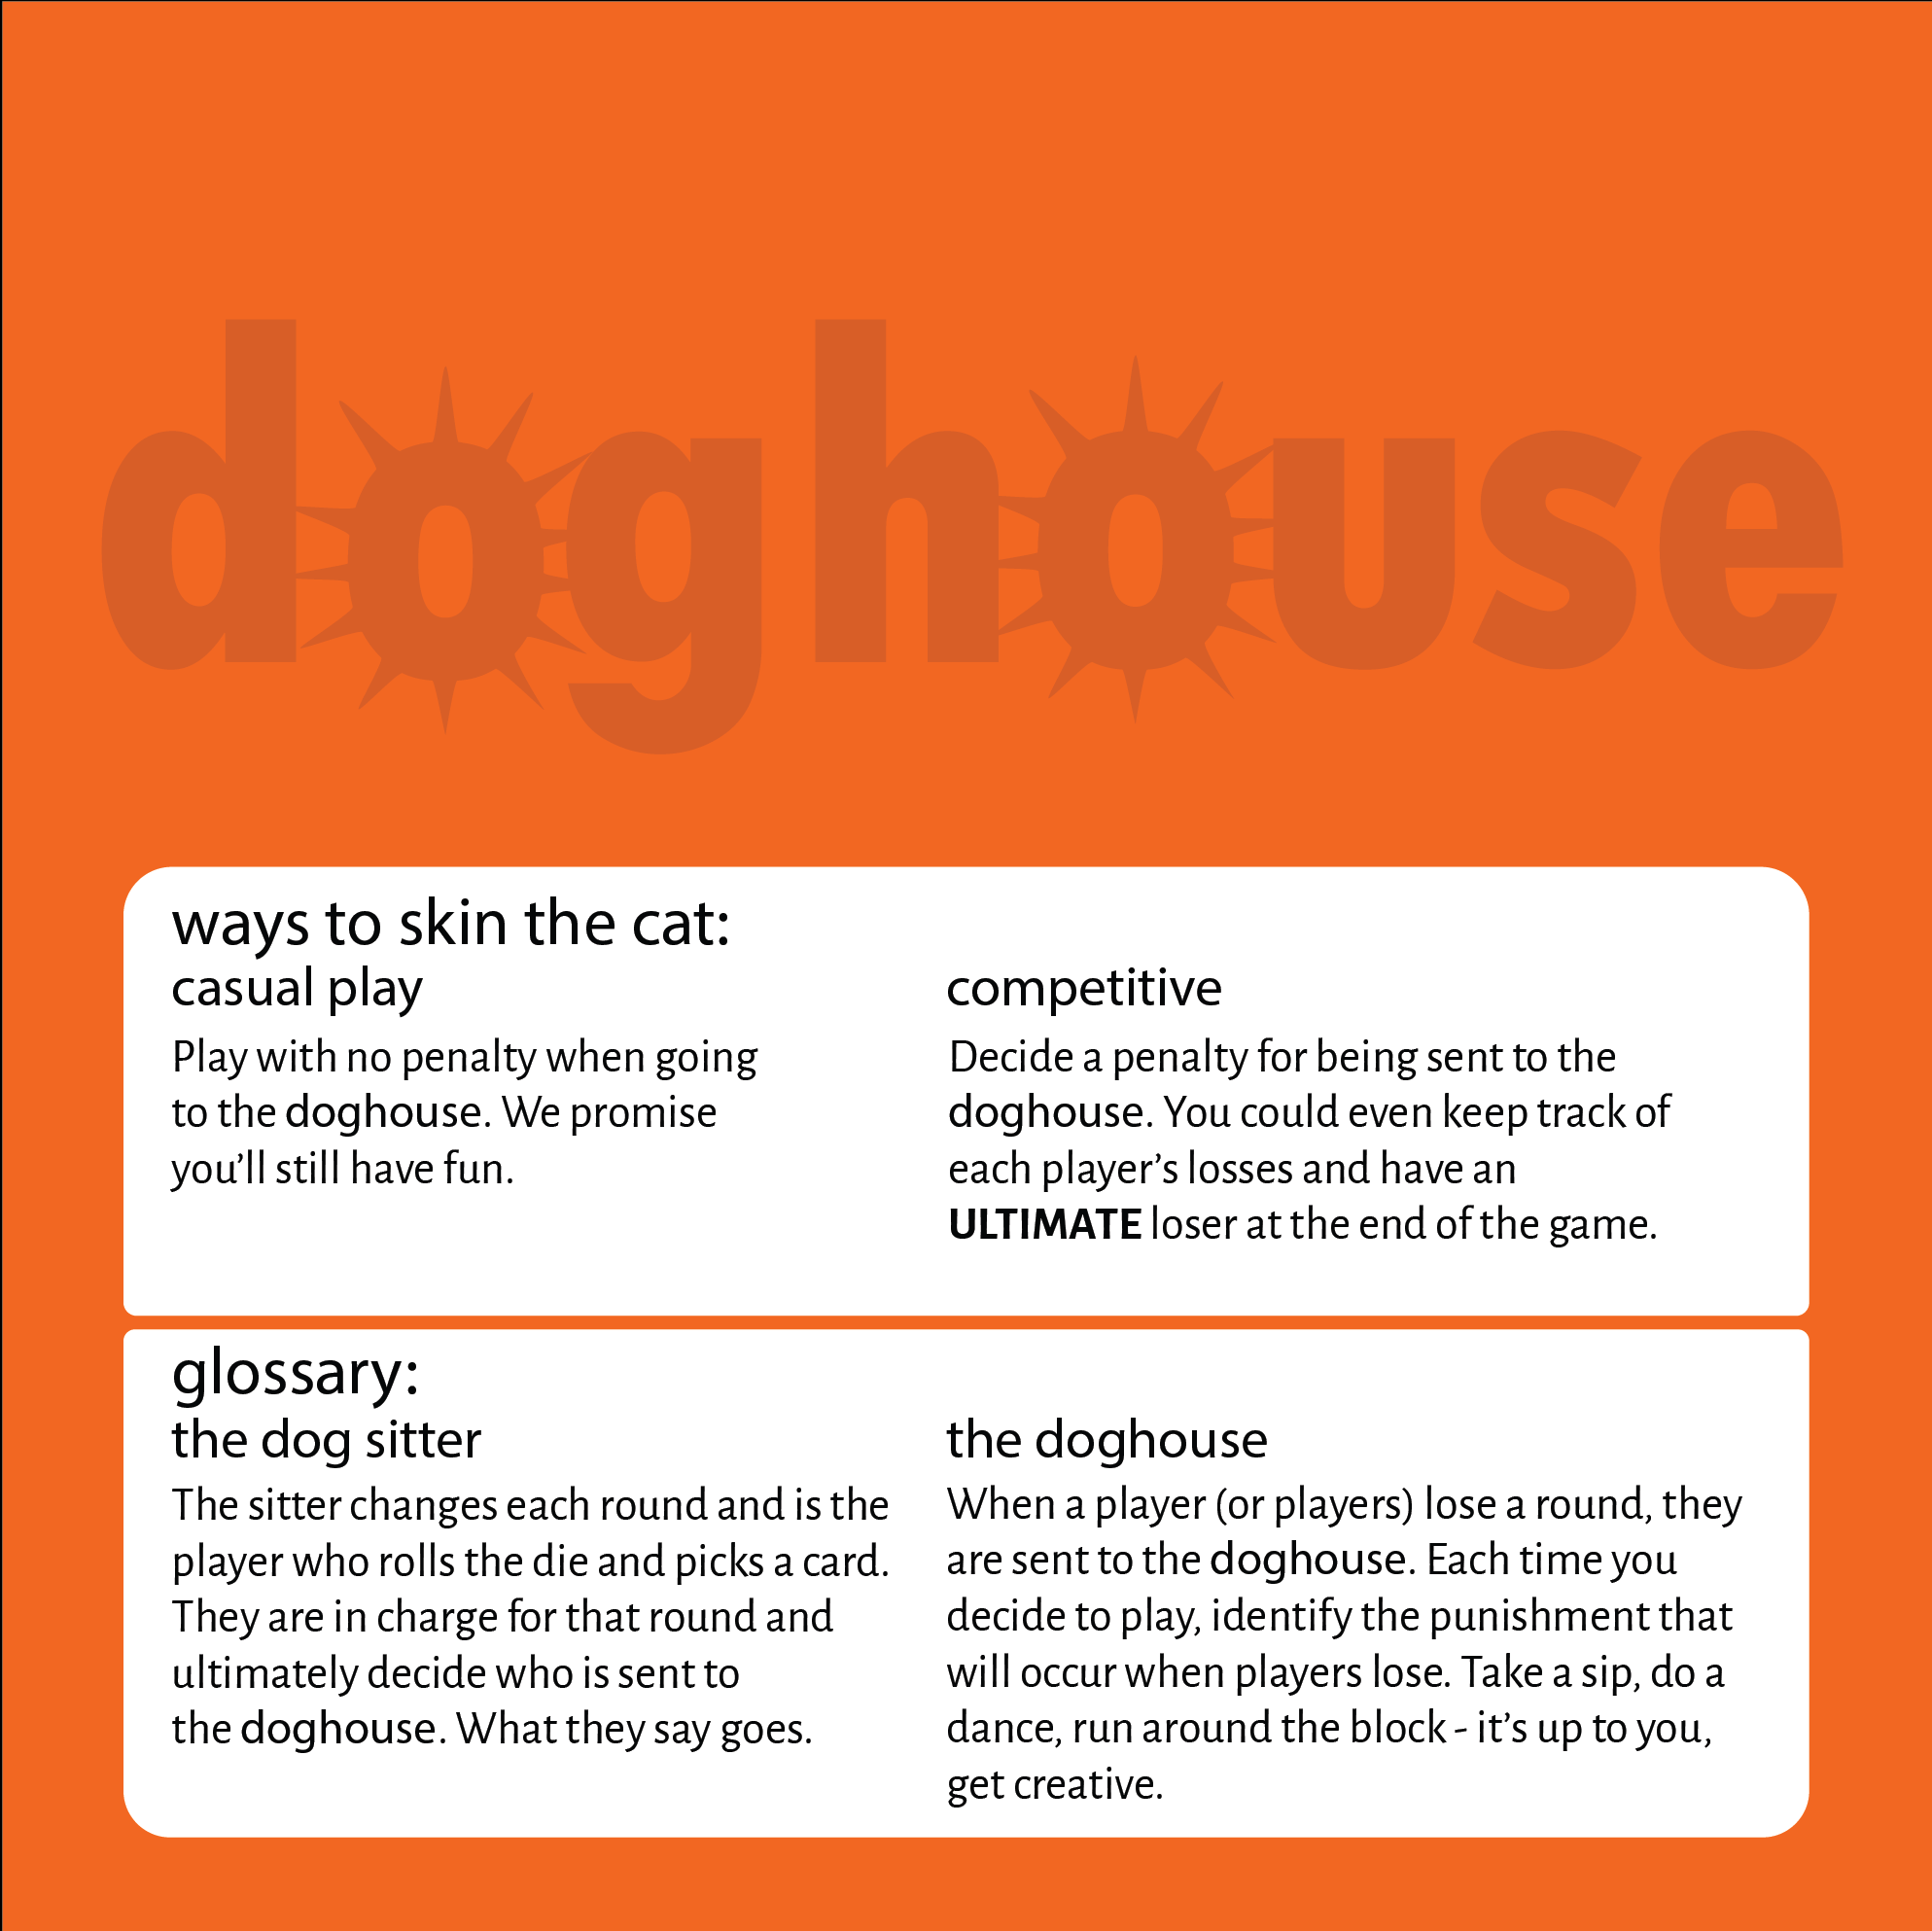 doghouse
ways to skin the cat:
casual play
Play with no penalty when going
to the doghouse. We promise
you’ll still have fun.
competitive
Decide a penalty for being sent to the
doghouse. You could even keep track of
each player’s losses and have an
ULTIMATE loser at the end of the game.
glossary:
the dog sitter
The sitter changes each round and is the
player who rolls the die and picks a card.
They are in charge for that round and
ultimately decide who is sent to
the doghouse. What they say goes.
the doghouse
When a player (or players) lose a round, they
are sent to the doghouse. Each time you
decide to play, identify the punishment that
will occur when players lose. Take a sip, do a
dance, run around the block - it’s up to you,
get creative.